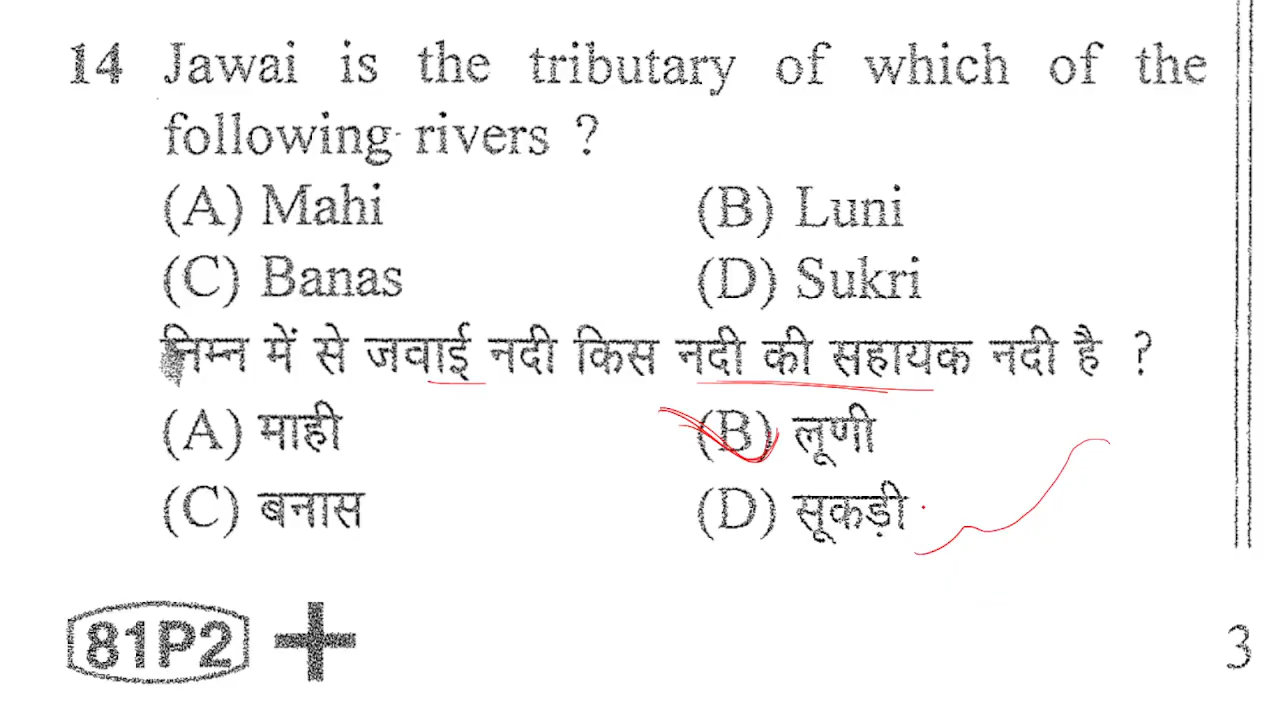 14 Jawai is the tributary of which of the
following rivers ?
(A) Mahi (B) Luni
(C) Banas (D) Sukri
निम्न में से जवाई नदी किस नदी की सहायक नदी है ?
(A) माही (B) लूणी
(C) बनास (D) सूकड़ी
81P2 + 3